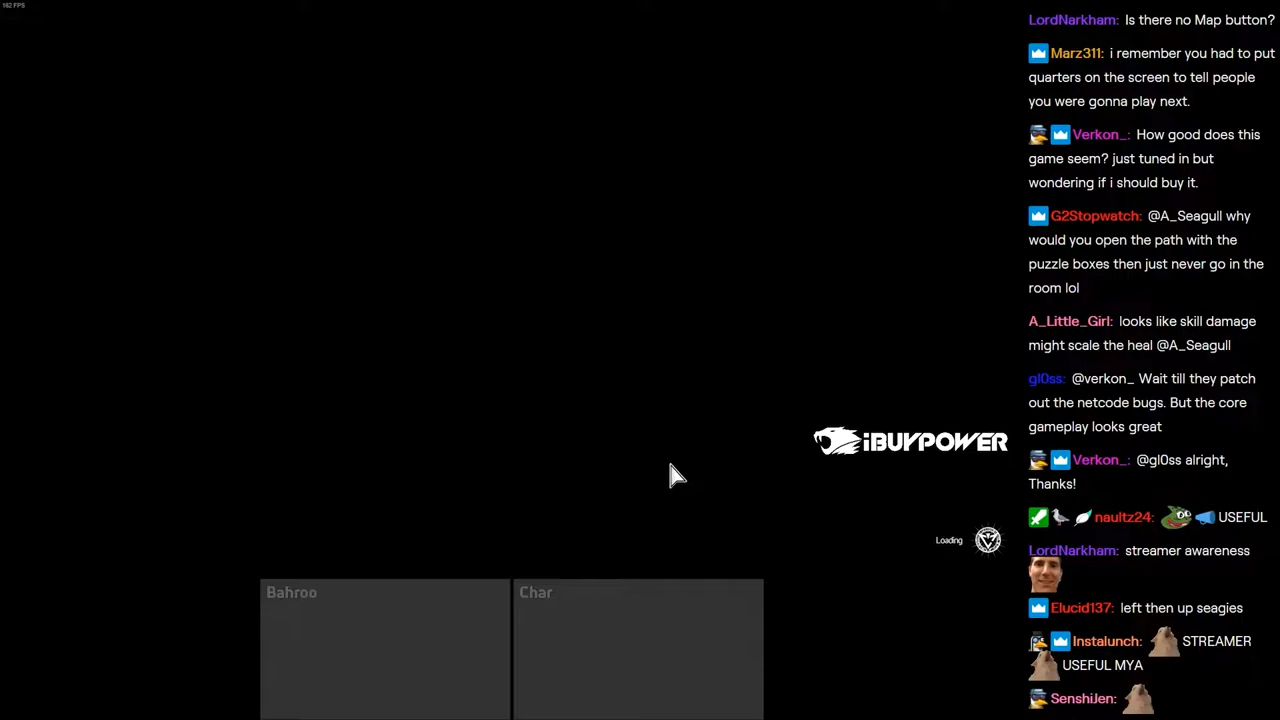 162 FPS
LordNarkham: Is there no Map button?
Marz311: i remember you had to put
quarters on the screen to tell people
you were gonna play next.
Verkon_: How good does this
game seem? just tuned in but
wondering if i should buy it.
G2Stopwatch: @A_Seagull why
would you open the path with the
puzzle boxes then just never go in the
room lol
A_Little_Girl: looks like skill damage
might scale the heal @A_Seagull
gl0ss: @verkon_ Wait till they patch
out the netcode bugs. But the core
gameplay looks great
Verkon_: @gl0ss alright,
Thanks!
naultz24: USEFUL
LordNarkham: streamer awareness
Elucid137: left then up seagies
Instalunch: STREAMER
USEFUL MYA
SenshiJen:
iBUYPOWER
Loading
Bahroo
Char